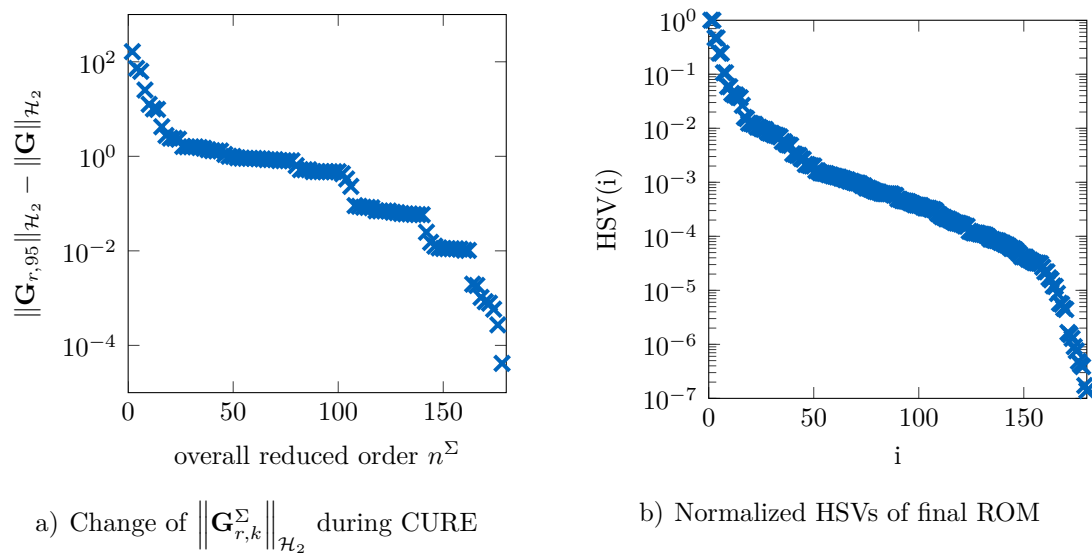 10^2
10^0
10^−2
10^−4
‖G_{r,95}‖_{H_2} − ‖G‖_{H_2}
0 50 100 150
overall reduced order n^Σ
a) Change of ‖G^Σ_{r,k}‖_{H_2} during CURE
10^0
10^−1
10^−2
10^−3
10^−4
10^−5
10^−6
10^−7
HSV(i)
0 50 100 150
i
b) Normalized HSVs of final ROM